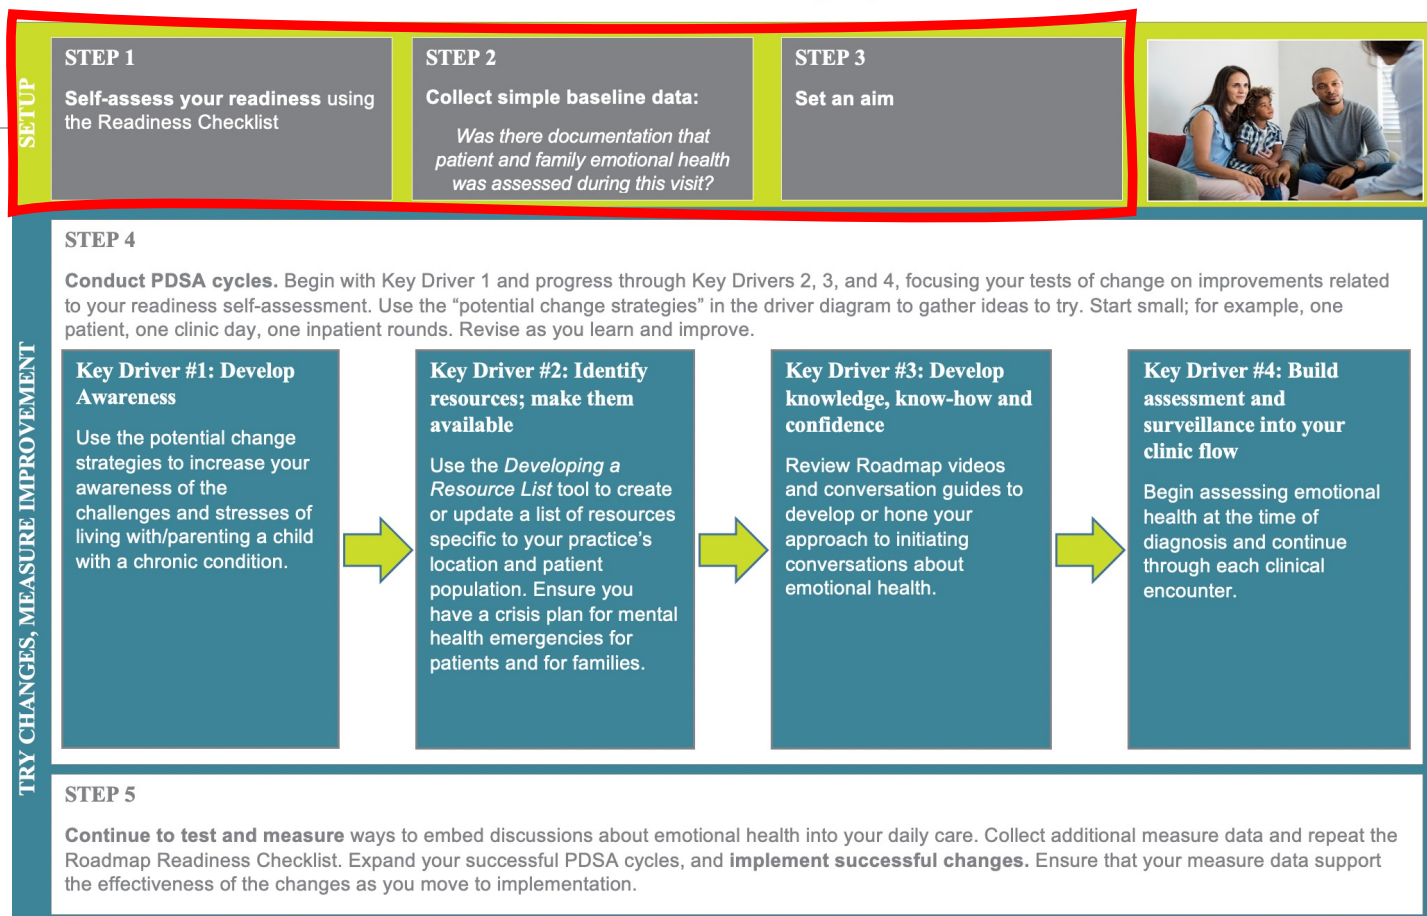 SETUP
STEP 1
Self-assess your readiness using
the Readiness Checklist
STEP 2
Collect simple baseline data:
Was there documentation that
patient and family emotional health
was assessed during this visit?
STEP 3
Set an aim
TRY CHANGES, MEASURE IMPROVEMENT
STEP 4
Conduct PDSA cycles. Begin with Key Driver 1 and progress through Key Drivers 2, 3, and 4, focusing your tests of change on improvements related
to your readiness self-assessment. Use the “potential change strategies” in the driver diagram to gather ideas to try. Start small; for example, one
patient, one clinic day, one inpatient rounds. Revise as you learn and improve.
Key Driver #1: Develop
Awareness
Use the potential change
strategies to increase your
awareness of the
challenges and stresses of
living with/parenting a child
with a chronic condition.
Key Driver #2: Identify
resources; make them
available
Use the Developing a
Resource List tool to create
or update a list of resources
specific to your practice’s
location and patient
population. Ensure you
have a crisis plan for mental
health emergencies for
patients and for families.
Key Driver #3: Develop
knowledge, know-how and
confidence
Review Roadmap videos
and conversation guides to
develop or hone your
approach to initiating
conversations about
emotional health.
Key Driver #4: Build
assessment and
surveillance into your
clinic flow
Begin assessing emotional
health at the time of
diagnosis and continue
through each clinical
encounter.
STEP 5
Continue to test and measure ways to embed discussions about emotional health into your daily care. Collect additional measure data and repeat the
Roadmap Readiness Checklist. Expand your successful PDSA cycles, and implement successful changes. Ensure that your measure data support
the effectiveness of the changes as you move to implementation.